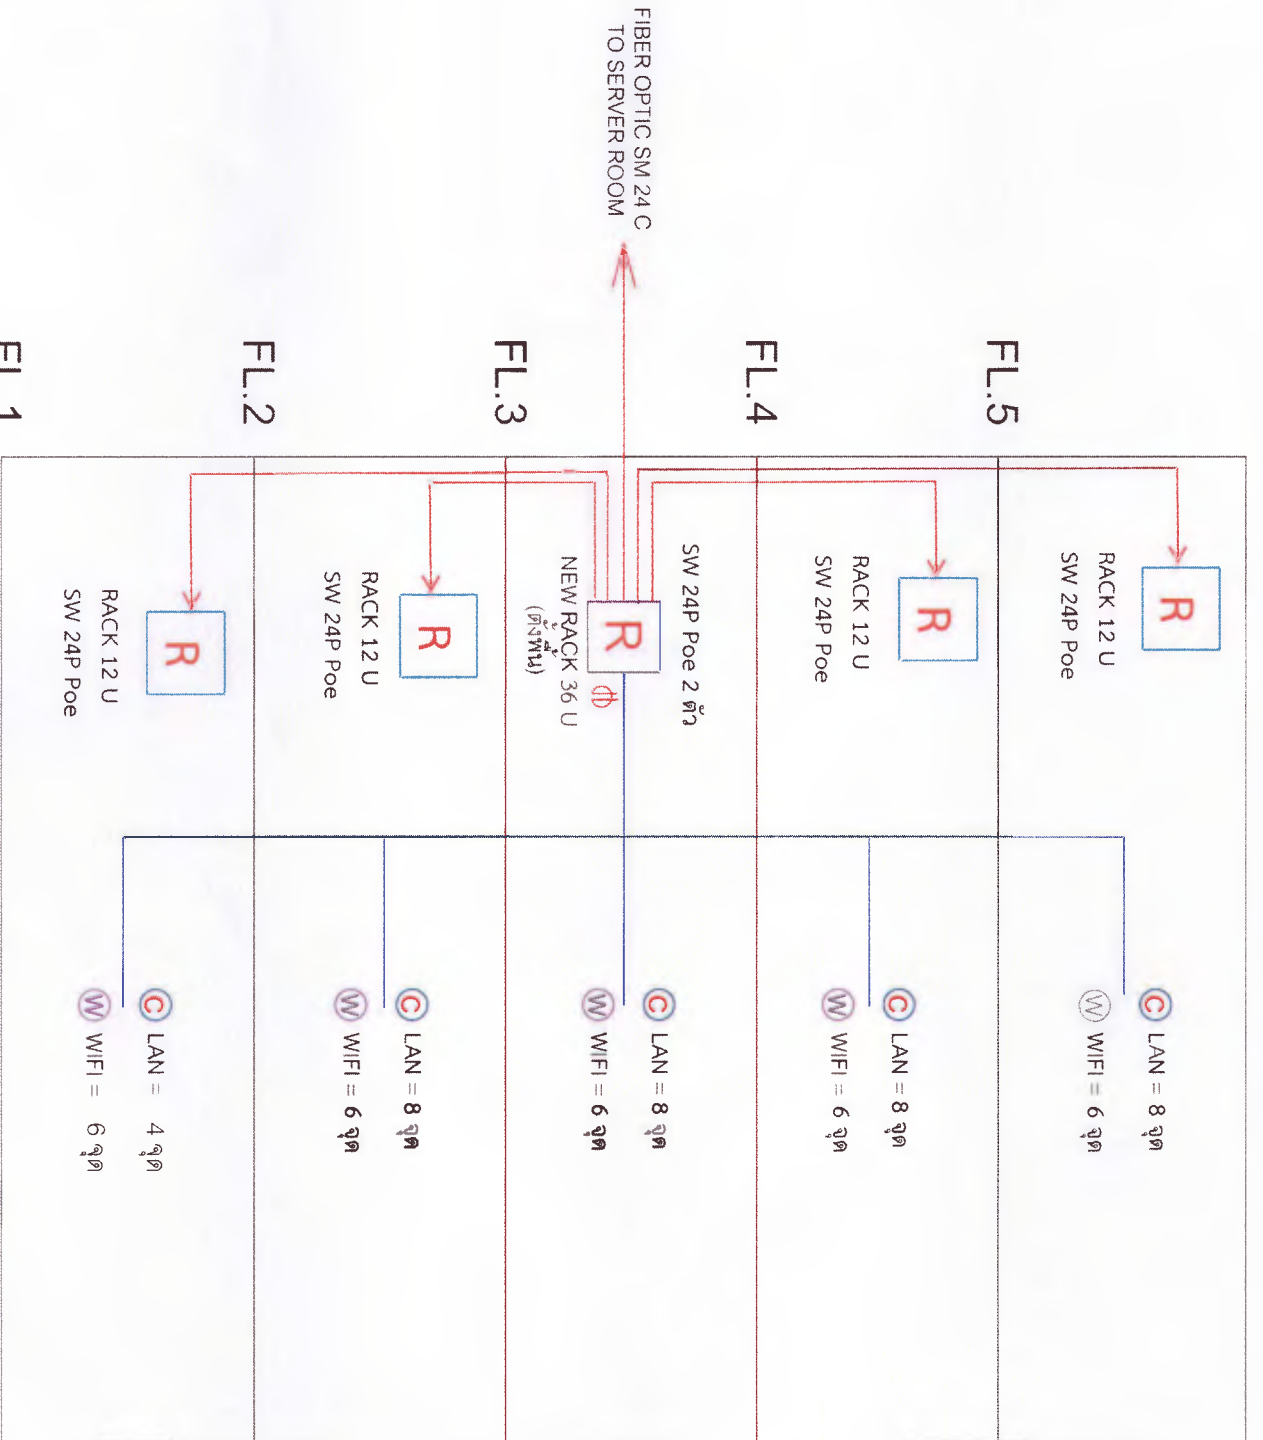 FIBER OPTIC SM 24 C
TO SERVER ROOM
FL.5
R
RACK 12 U
SW 24P Poe
C LAN = 8 จุด
W WIFI = 6 จุด
FL.4
R
RACK 12 U
SW 24P Poe
C LAN = 8 จุด
W WIFI = 6 จุด
FL.3
SW 24P Poe 2 ตัว
R
NEW RACK 36 U
(ตั้งพื้น)
C LAN = 8 จุด
W WIFI = 6 จุด
FL.2
R
RACK 12 U
SW 24P Poe
C LAN = 8 จุด
W WIFI = 6 จุด
FL.1
R
RACK 12 U
SW 24P Poe
C LAN = 4 จุด
W WIFI = 6 จุด